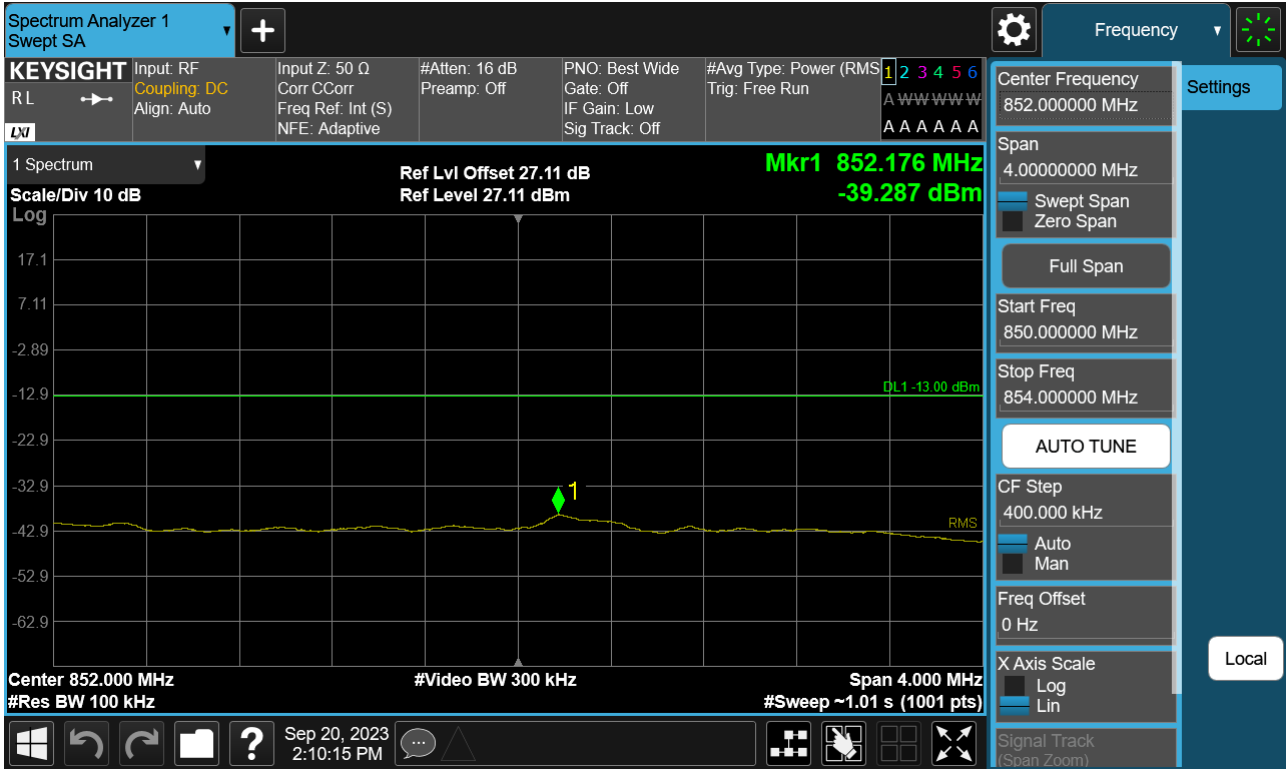 Spectrum Analyzer 1
Swept SA
Frequency
KEYSIGHT
R L
LXI
Input: RF
Coupling: DC
Align: Auto
Input Z: 50 Ω
Corr CCorr
Freq Ref: Int (S)
NFE: Adaptive
#Atten: 16 dB
Preamp: Off
PNO: Best Wide
Gate: Off
IF Gain: Low
Sig Track: Off
#Avg Type: Power (RMS
Trig: Free Run
1 2 3 4 5 6
A W W W W W
A A A A A A
1 Spectrum
Scale/Div 10 dB
Log
Ref Lvl Offset 27.11 dB
Ref Level 27.11 dBm
Mkr1 852.176 MHz
-39.287 dBm
17.1
7.11
-2.89
-12.9
-22.9
-32.9
-42.9
-52.9
-62.9
DL1 -13.00 dBm
1
RMS
Center 852.000 MHz
#Video BW 300 kHz
Span 4.000 MHz
#Res BW 100 kHz
#Sweep ~1.01 s (1001 pts)
Center Frequency
852.000000 MHz
Settings
Span
4.00000000 MHz
Swept Span
Zero Span
Full Span
Start Freq
850.000000 MHz
Stop Freq
854.000000 MHz
AUTO TUNE
CF Step
400.000 kHz
Auto
Man
Freq Offset
0 Hz
X Axis Scale
Log
Lin
Local
Signal Track
(Span Zoom)
?
Sep 20, 2023
2:10:15 PM